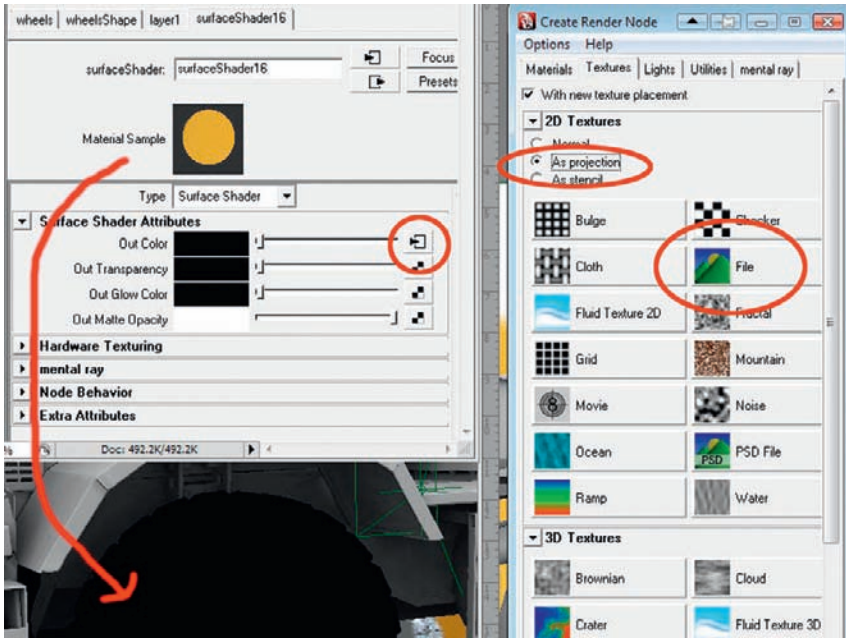 wheels | wheelsShape | layer1 | surfaceShader16
surfaceShader: surfaceShader16
Focus
Presets
Material Sample
Type Surface Shader
Surface Shader Attributes
Out Color
Out Transparency
Out Glow Color
Out Matte Opacity
Hardware Texturing
mental ray
Node Behavior
Extra Attributes
% Doc: 492.2K/492.2K
Create Render Node
Options Help
Materials | Textures | Lights | Utilities | mental ray
With new texture placement
2D Textures
Normal
As projection
As stencil
Bulge Checker
Cloth File
Fluid Texture 2D Fractal
Grid Mountain
8 Movie Noise
Ocean PSD PSD File
Ramp Water
3D Textures
Brownian Cloud
Crater Fluid Texture 3D